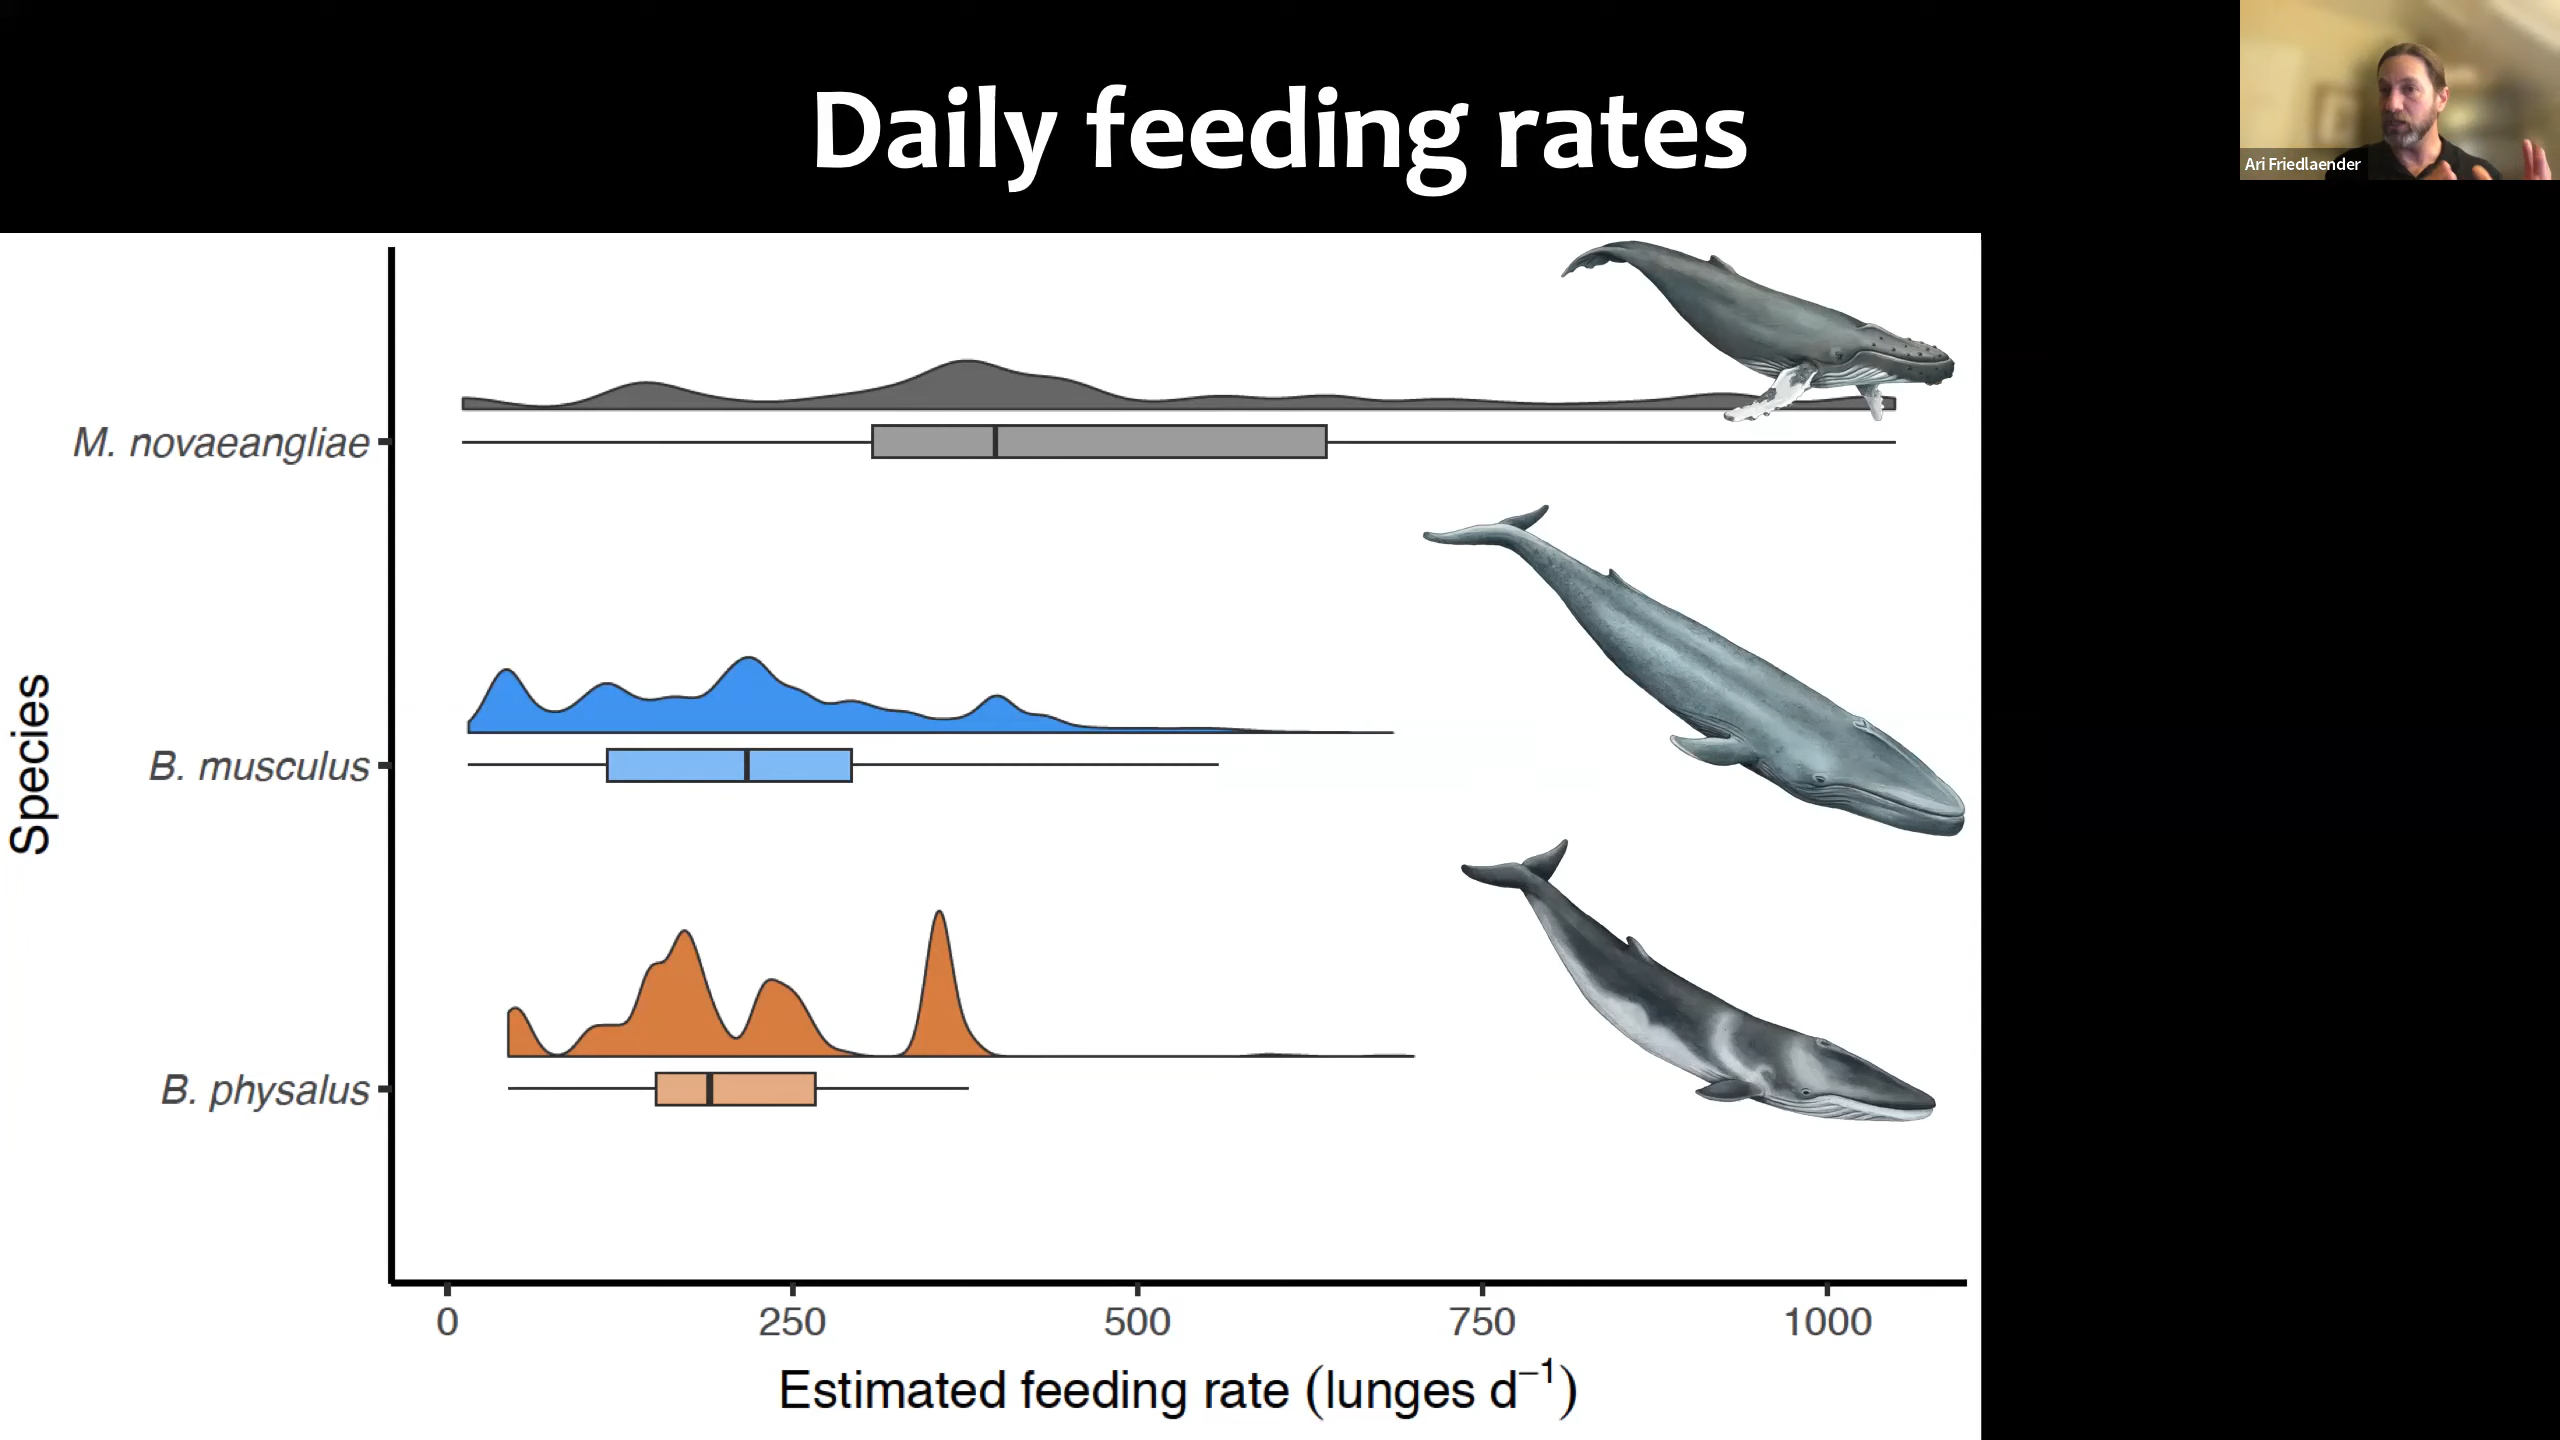 Daily feeding rates
Ari Friedlaender
M. novaeangliae
B. musculus
B. physalus
Species
0 250 500 750 1000
Estimated feeding rate (lunges d⁻¹)